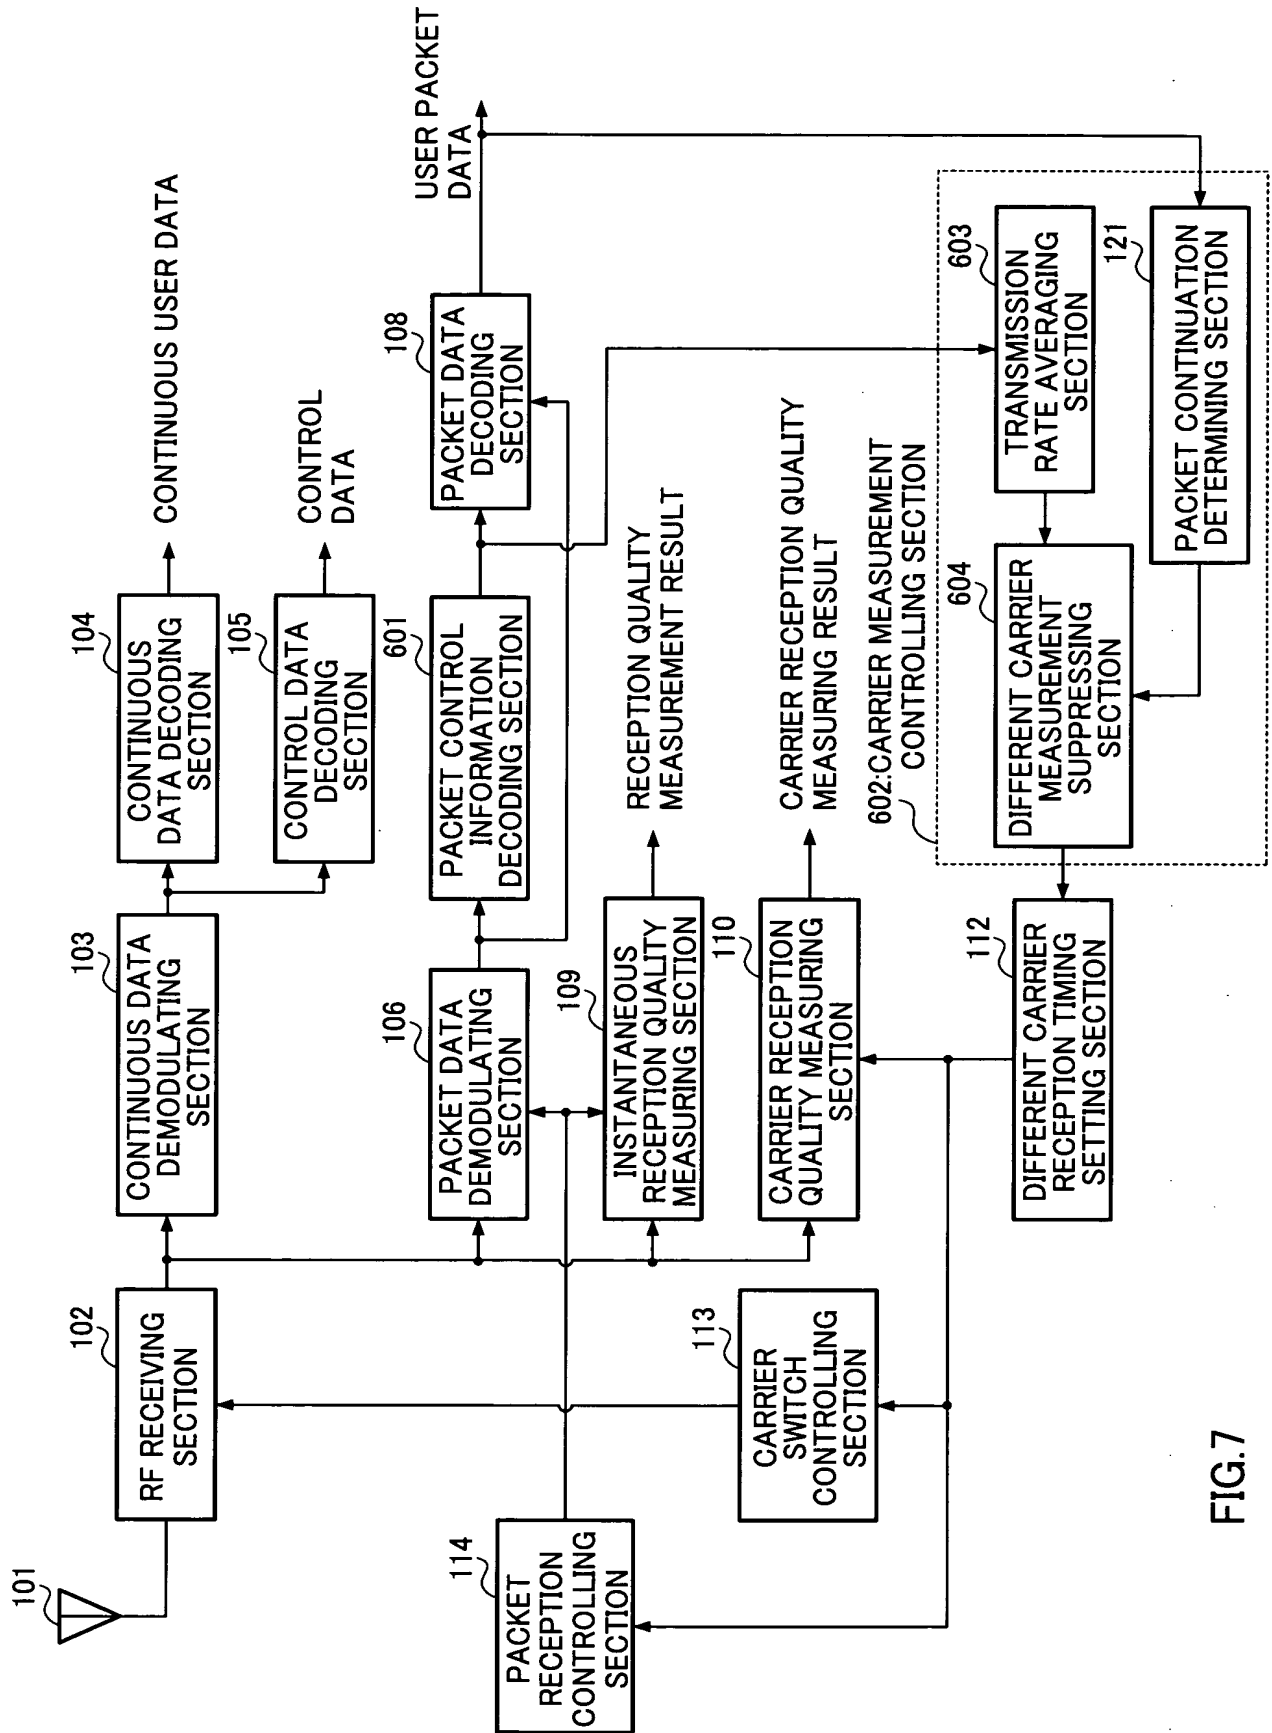 101
102
RF RECEIVING
SECTION
103
CONTINUOUS DATA
DEMODULATING
SECTION
104
CONTINUOUS
DATA DECODING
SECTION
CONTINUOUS USER DATA
105
CONTROL DATA
DECODING
SECTION
CONTROL
DATA
106
PACKET DATA
DEMODULATING
SECTION
601
PACKET CONTROL
INFORMATION
DECODING SECTION
108
PACKET DATA
DECODING
SECTION
USER PACKET
DATA
109
INSTANTANEOUS
RECEPTION QUALITY
MEASURING SECTION
RECEPTION QUALITY
MEASUREMENT RESULT
110
CARRIER RECEPTION
QUALITY MEASURING
SECTION
CARRIER RECEPTION QUALITY
MEASURING RESULT
114
PACKET
RECEPTION
CONTROLLING
SECTION
113
CARRIER
SWITCH
CONTROLLING
SECTION
112
DIFFERENT CARRIER
RECEPTION TIMING
SETTING SECTION
602:CARRIER MEASUREMENT
CONTROLLING SECTION
604
DIFFERENT CARRIER
MEASUREMENT
SUPPRESSING
SECTION
603
TRANSMISSION
RATE AVERAGING
SECTION
121
PACKET CONTINUATION
DETERMINING SECTION
FIG.7